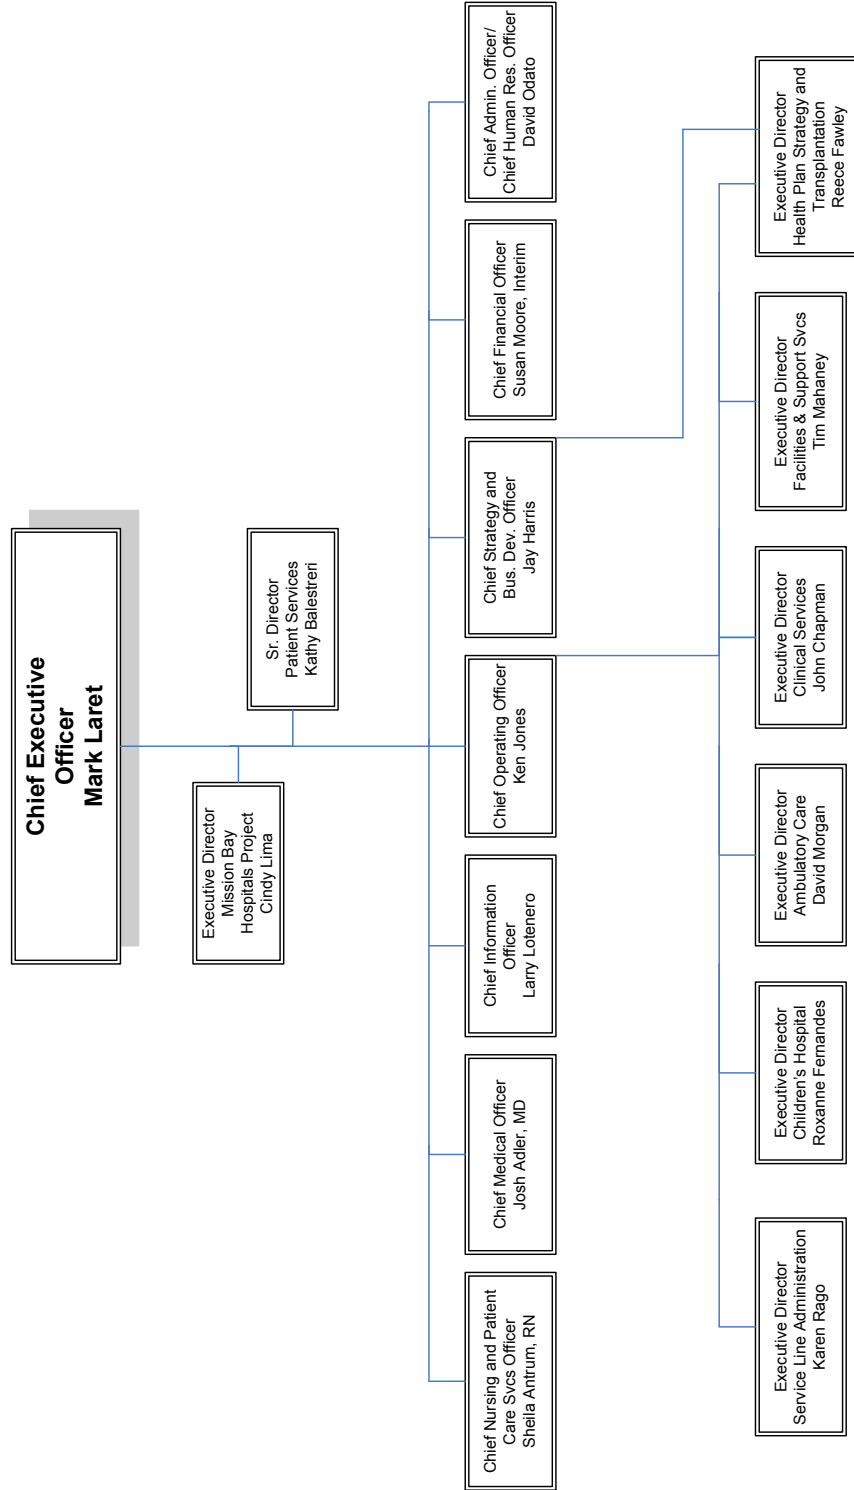 Chief Executive
Officer
Mark Laret
Executive Director
Mission Bay
Hospitals Project
Cindy Lima
Sr. Director
Patient Services
Kathy Balestreri
Chief Nursing and Patient
Care Svcs Officer
Sheila Antrum, RN
Chief Medical Officer
Josh Adler, MD
Chief Information
Officer
Larry Lotenero
Chief Operating Officer
Ken Jones
Chief Strategy and
Bus. Dev. Officer
Jay Harris
Chief Financial Officer
Susan Moore, Interim
Chief Admin. Officer/
Chief Human Res. Officer
David Odato
Executive Director
Service Line Administration
Karen Rago
Executive Director
Children's Hospital
Roxanne Fernandes
Executive Director
Ambulatory Care
David Morgan
Executive Director
Clinical Services
John Chapman
Executive Director
Facilities & Support Svcs
Tim Mahaney
Executive Director
Health Plan Strategy and
Transplantation
Reece Fawley